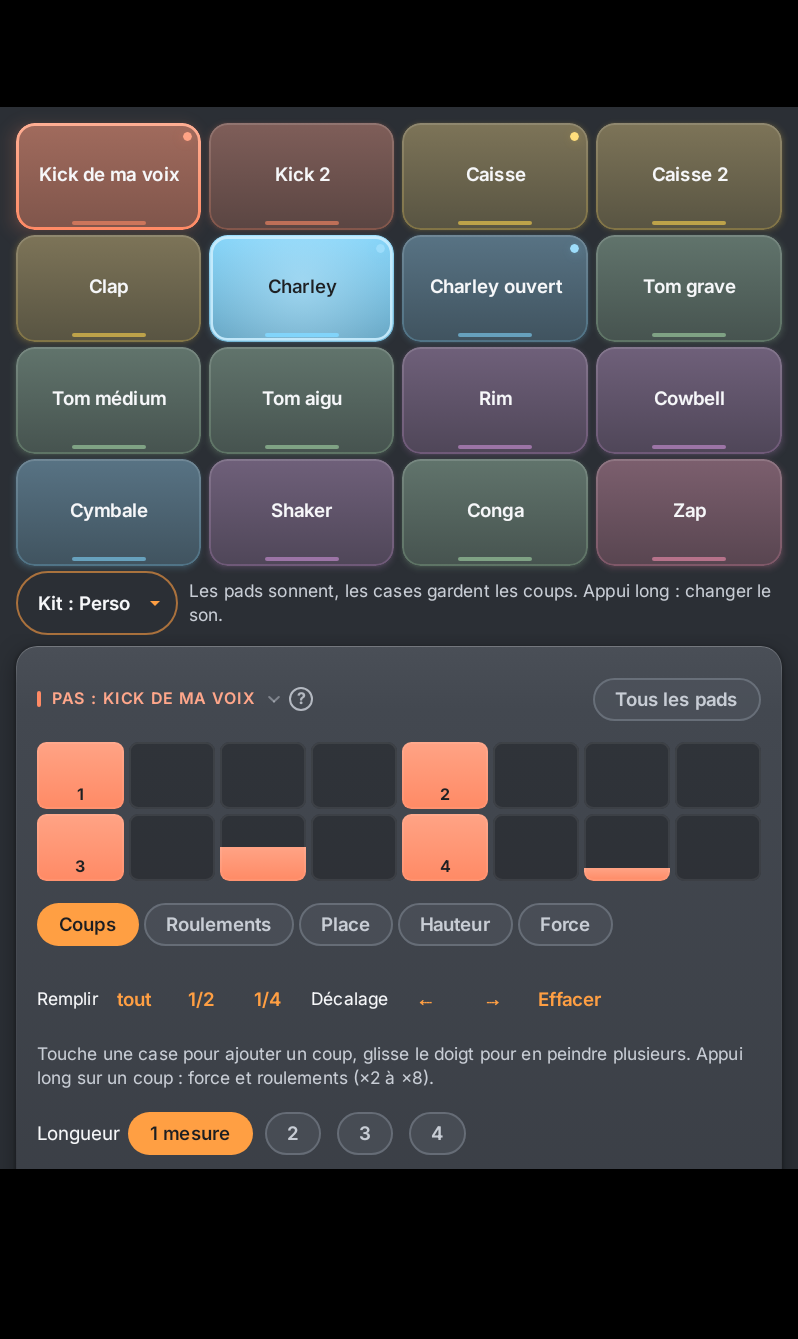 Kick de ma voix
Kick 2
Caisse
Caisse 2
Clap
Charley
Charley ouvert
Tom grave
Tom médium
Tom aigu
Rim
Cowbell
Cymbale
Shaker
Conga
Zap
Kit : Perso
Les pads sonnent, les cases gardent les coups. Appui long : changer le
son.
PAS : KICK DE MA VOIX
?
Tous les pads
1
2
3
4
Coups
Roulements
Place
Hauteur
Force
Remplir tout 1/2 1/4 Décalage ← → Effacer
Touche une case pour ajouter un coup, glisse le doigt pour en peindre plusieurs. Appui
long sur un coup : force et roulements (×2 à ×8).
Longueur 1 mesure 2 3 4